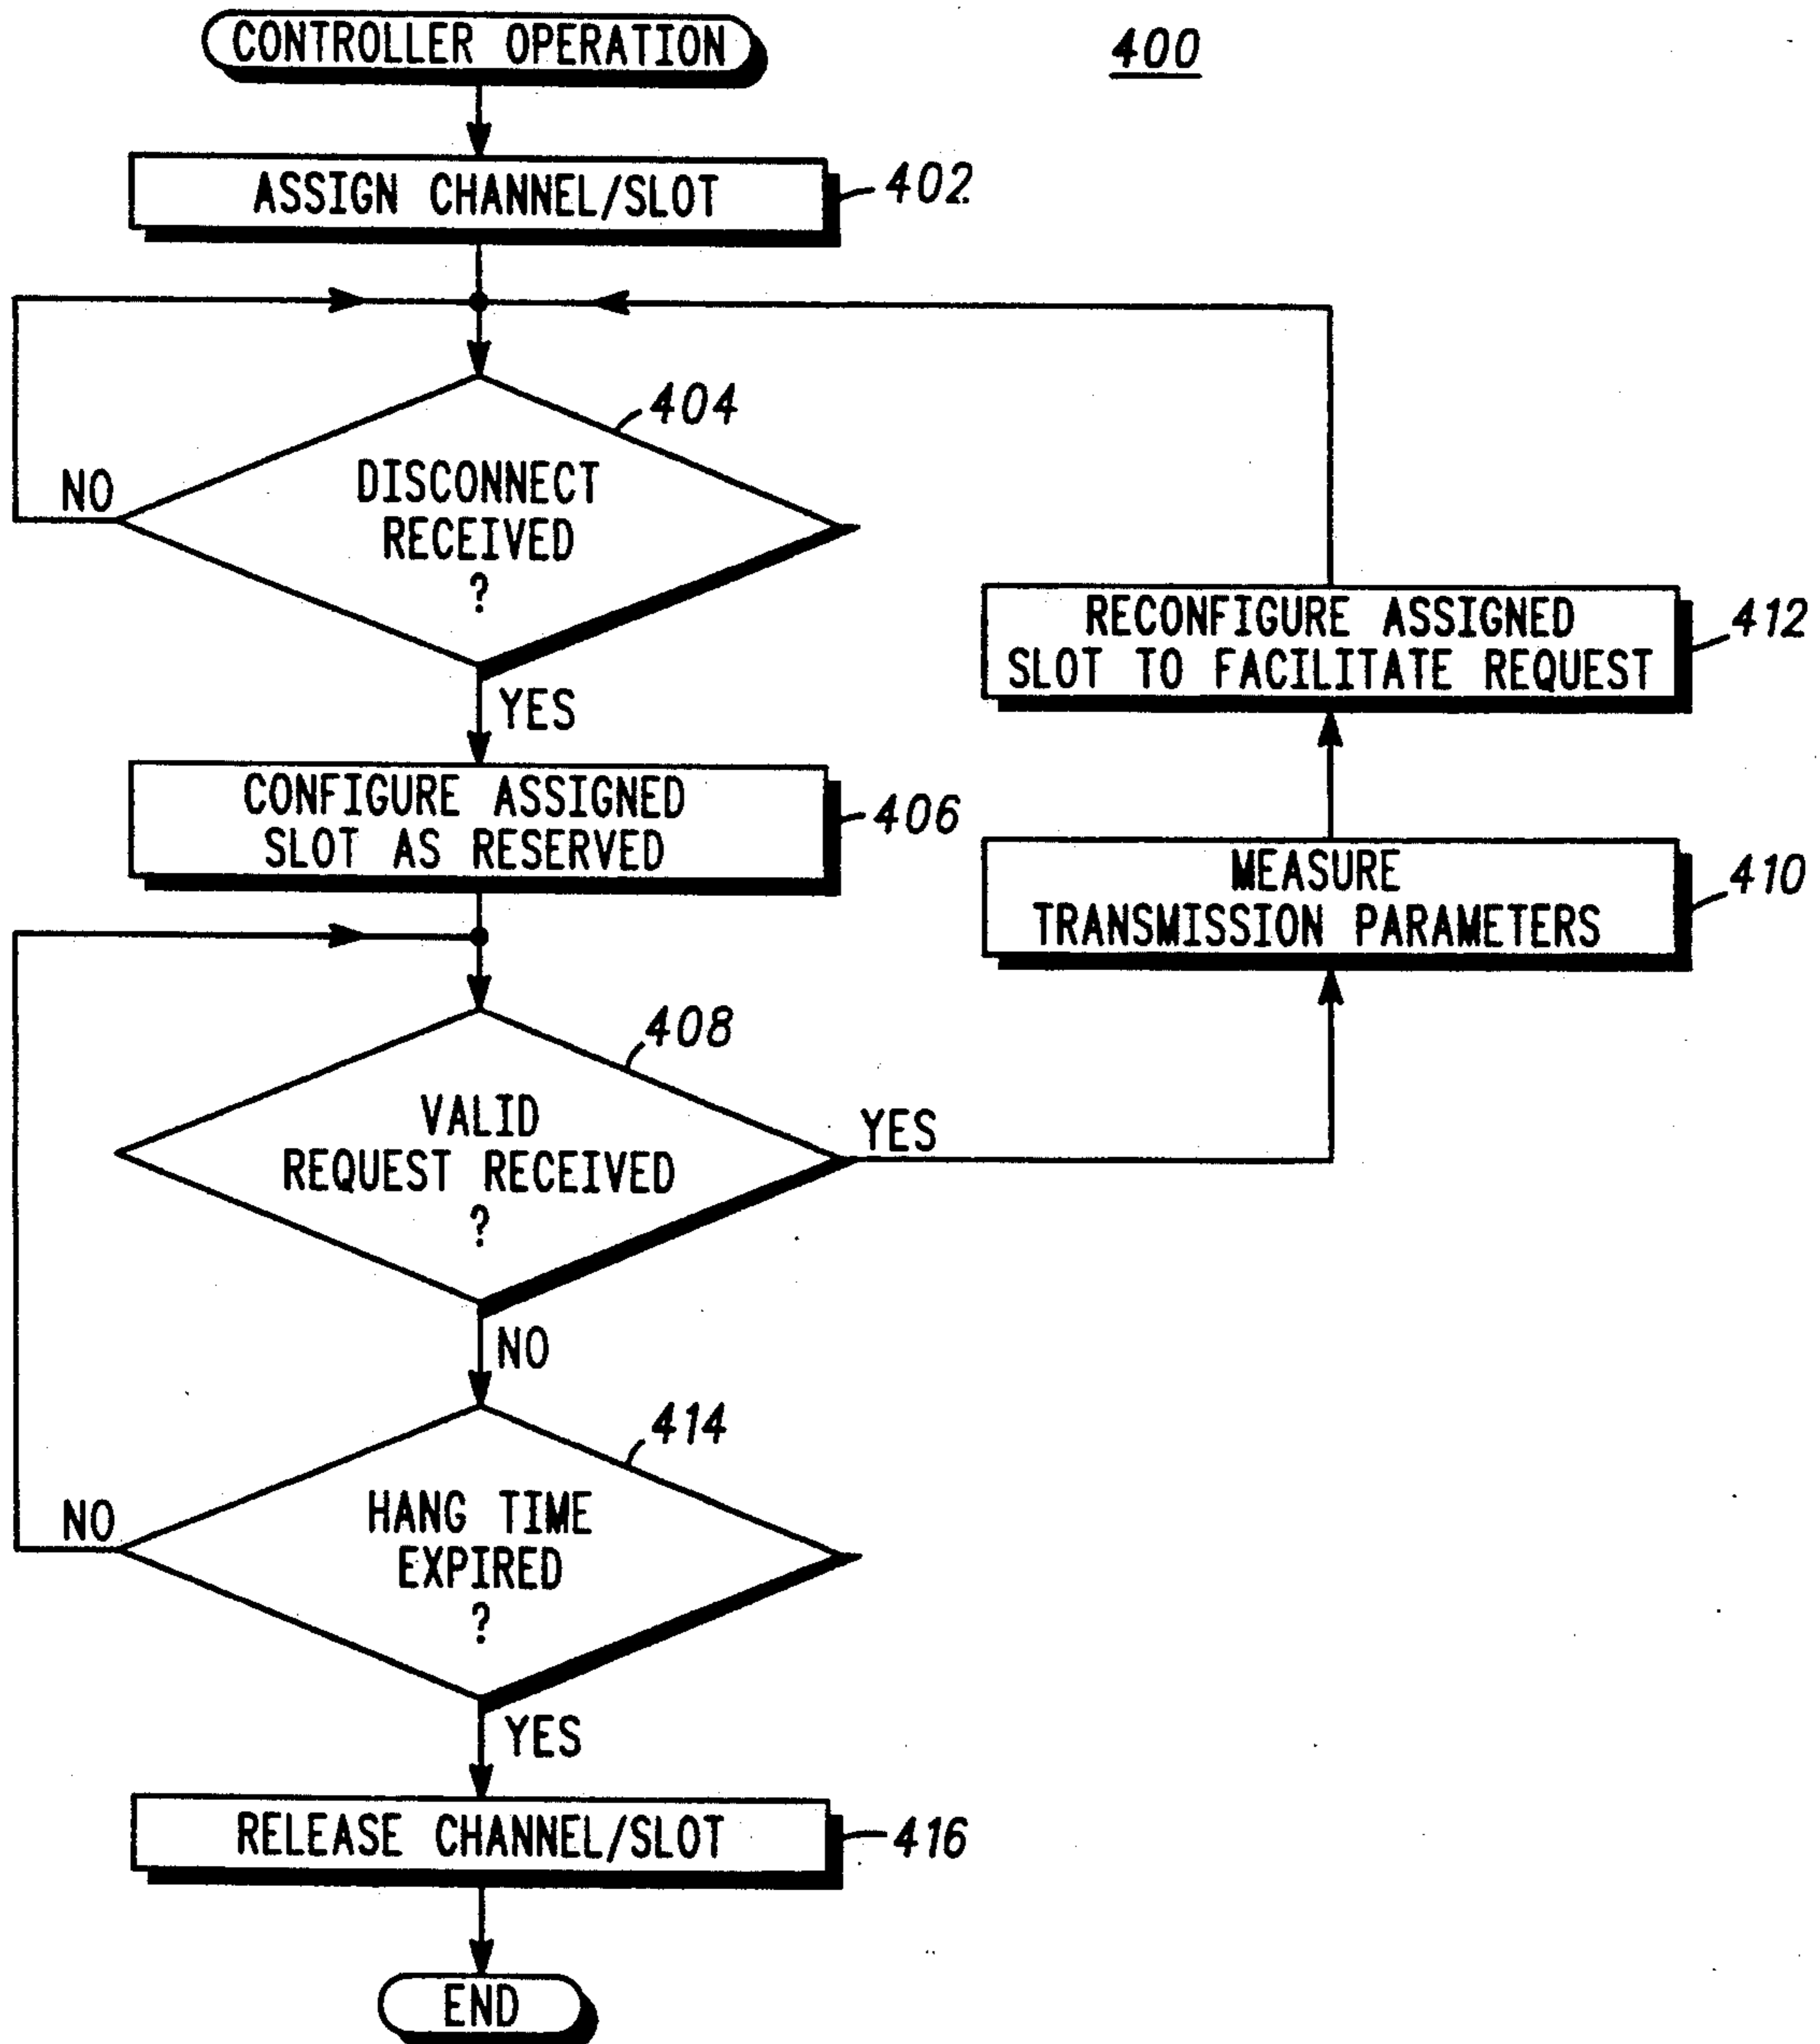 CONTROLLER OPERATION
400
ASSIGN CHANNEL/SLOT
402
404
DISCONNECT
RECEIVED
?
NO
YES
CONFIGURE ASSIGNED
SLOT AS RESERVED
406
RECONFIGURE ASSIGNED
SLOT TO FACILITATE REQUEST
412
MEASURE
TRANSMISSION PARAMETERS
410
408
VALID
REQUEST RECEIVED
?
YES
NO
414
HANG TIME
EXPIRED
?
NO
YES
RELEASE CHANNEL/SLOT
416
END